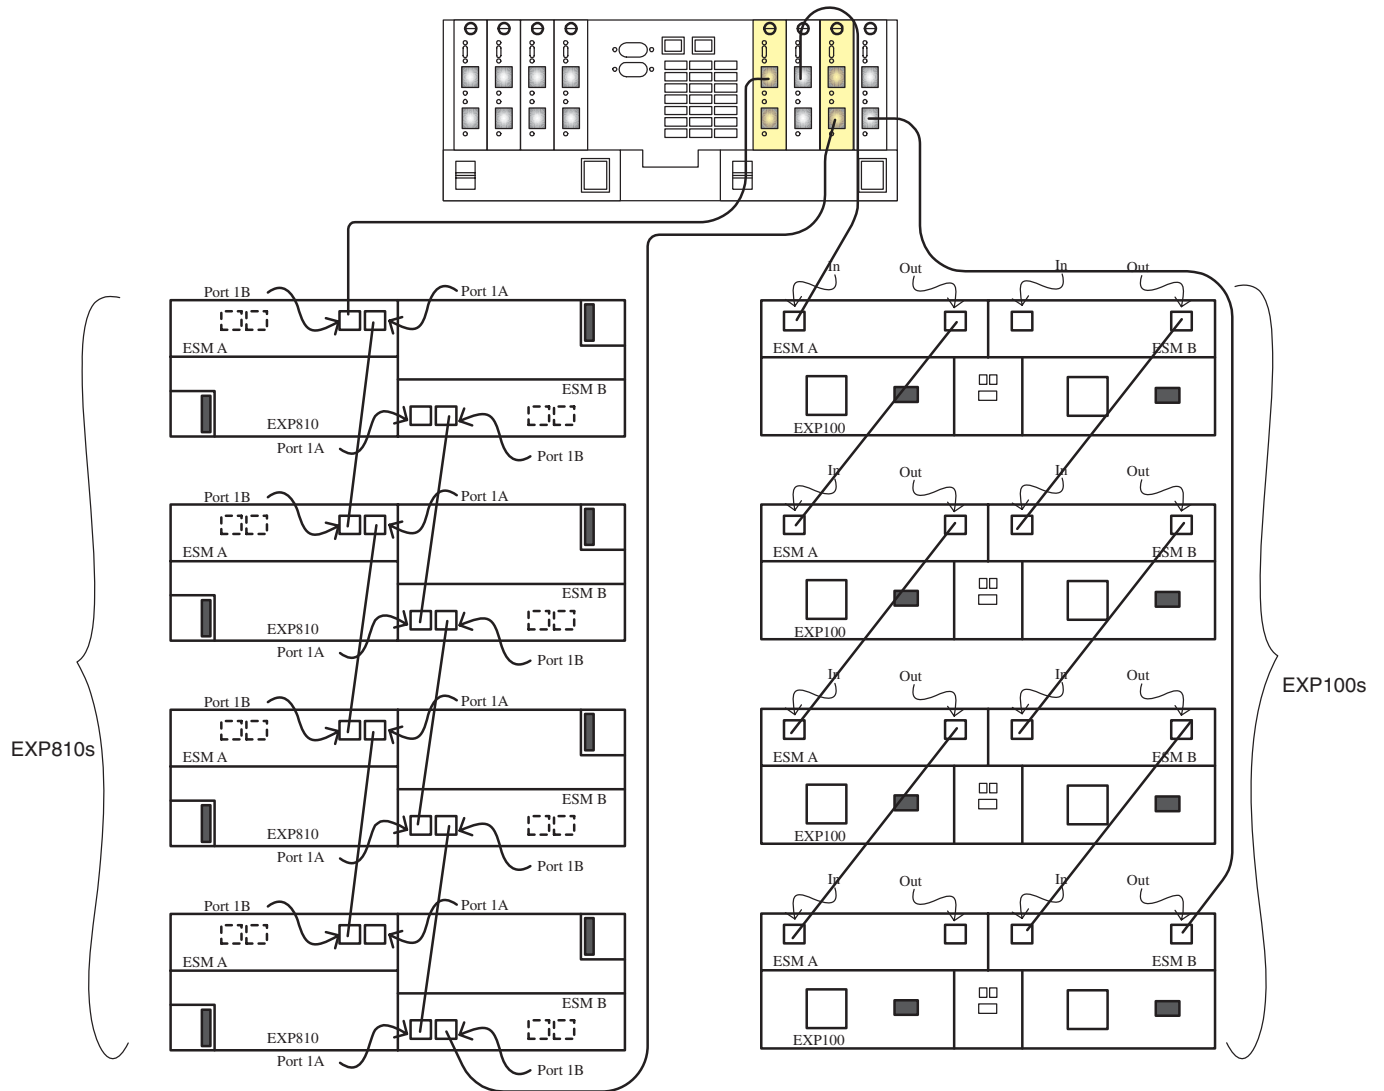 In Out In Out
Port 1B Port 1A
ESM A ESM B
ESM A
ESM B
EXP810
EXP100
Port 1A
Port 1B
In Out In Out
Port 1B Port 1A
ESM A ESM B
ESM A
ESM B
EXP810
EXP100
Port 1A
Port 1B
In Out In Out
EXP100s
Port 1B Port 1A
EXP810s
ESM A ESM B
ESM A
ESM B
EXP810
EXP100
Port 1A
Port 1B
In Out In Out
Port 1B Port 1A
ESM A ESM B
ESM A
ESM B
EXP810
EXP100
Port 1A
Port 1B